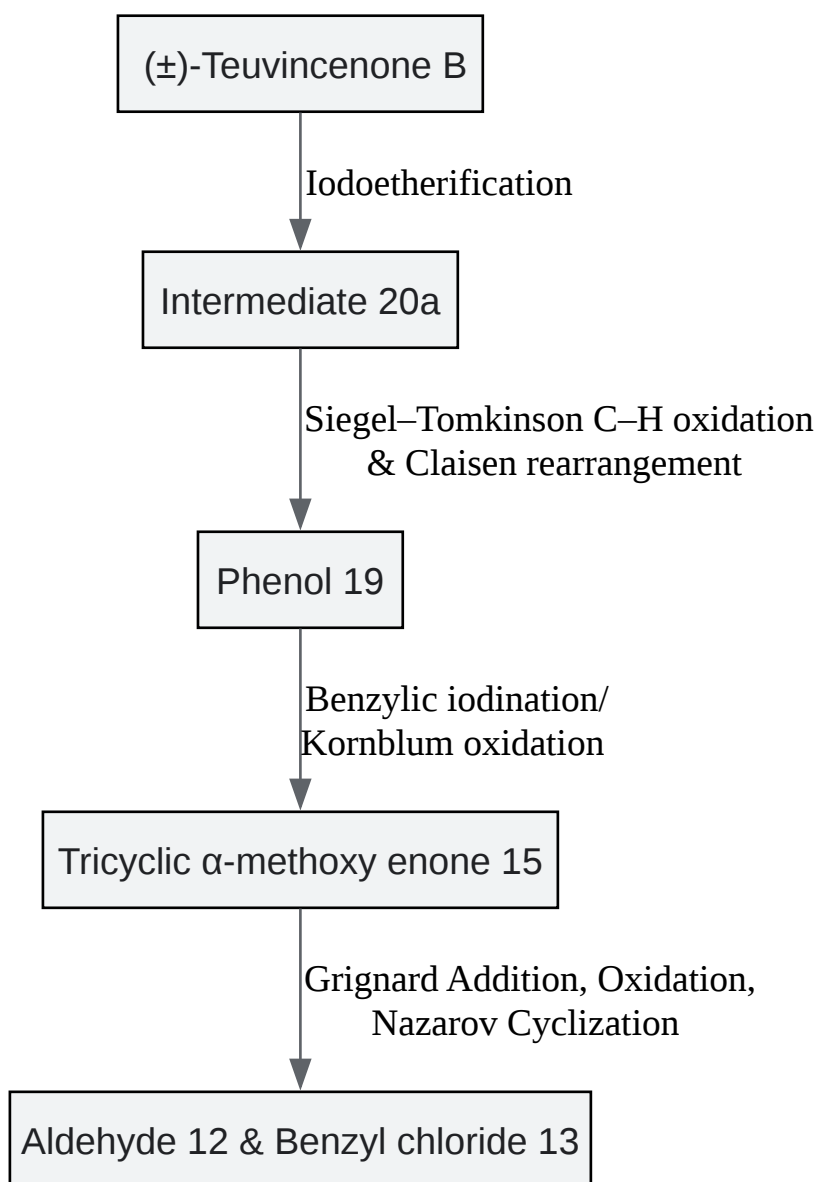 (±)-Teuvincenone B
Iodoetherification
Intermediate 20a
Siegel–Tomkinson C–H oxidation
& Claisen rearrangement
Phenol 19
Benzylic iodination/
Kornblum oxidation
Tricyclic α-methoxy enone 15
Grignard Addition, Oxidation,
Nazarov Cyclization
Aldehyde 12 & Benzyl chloride 13